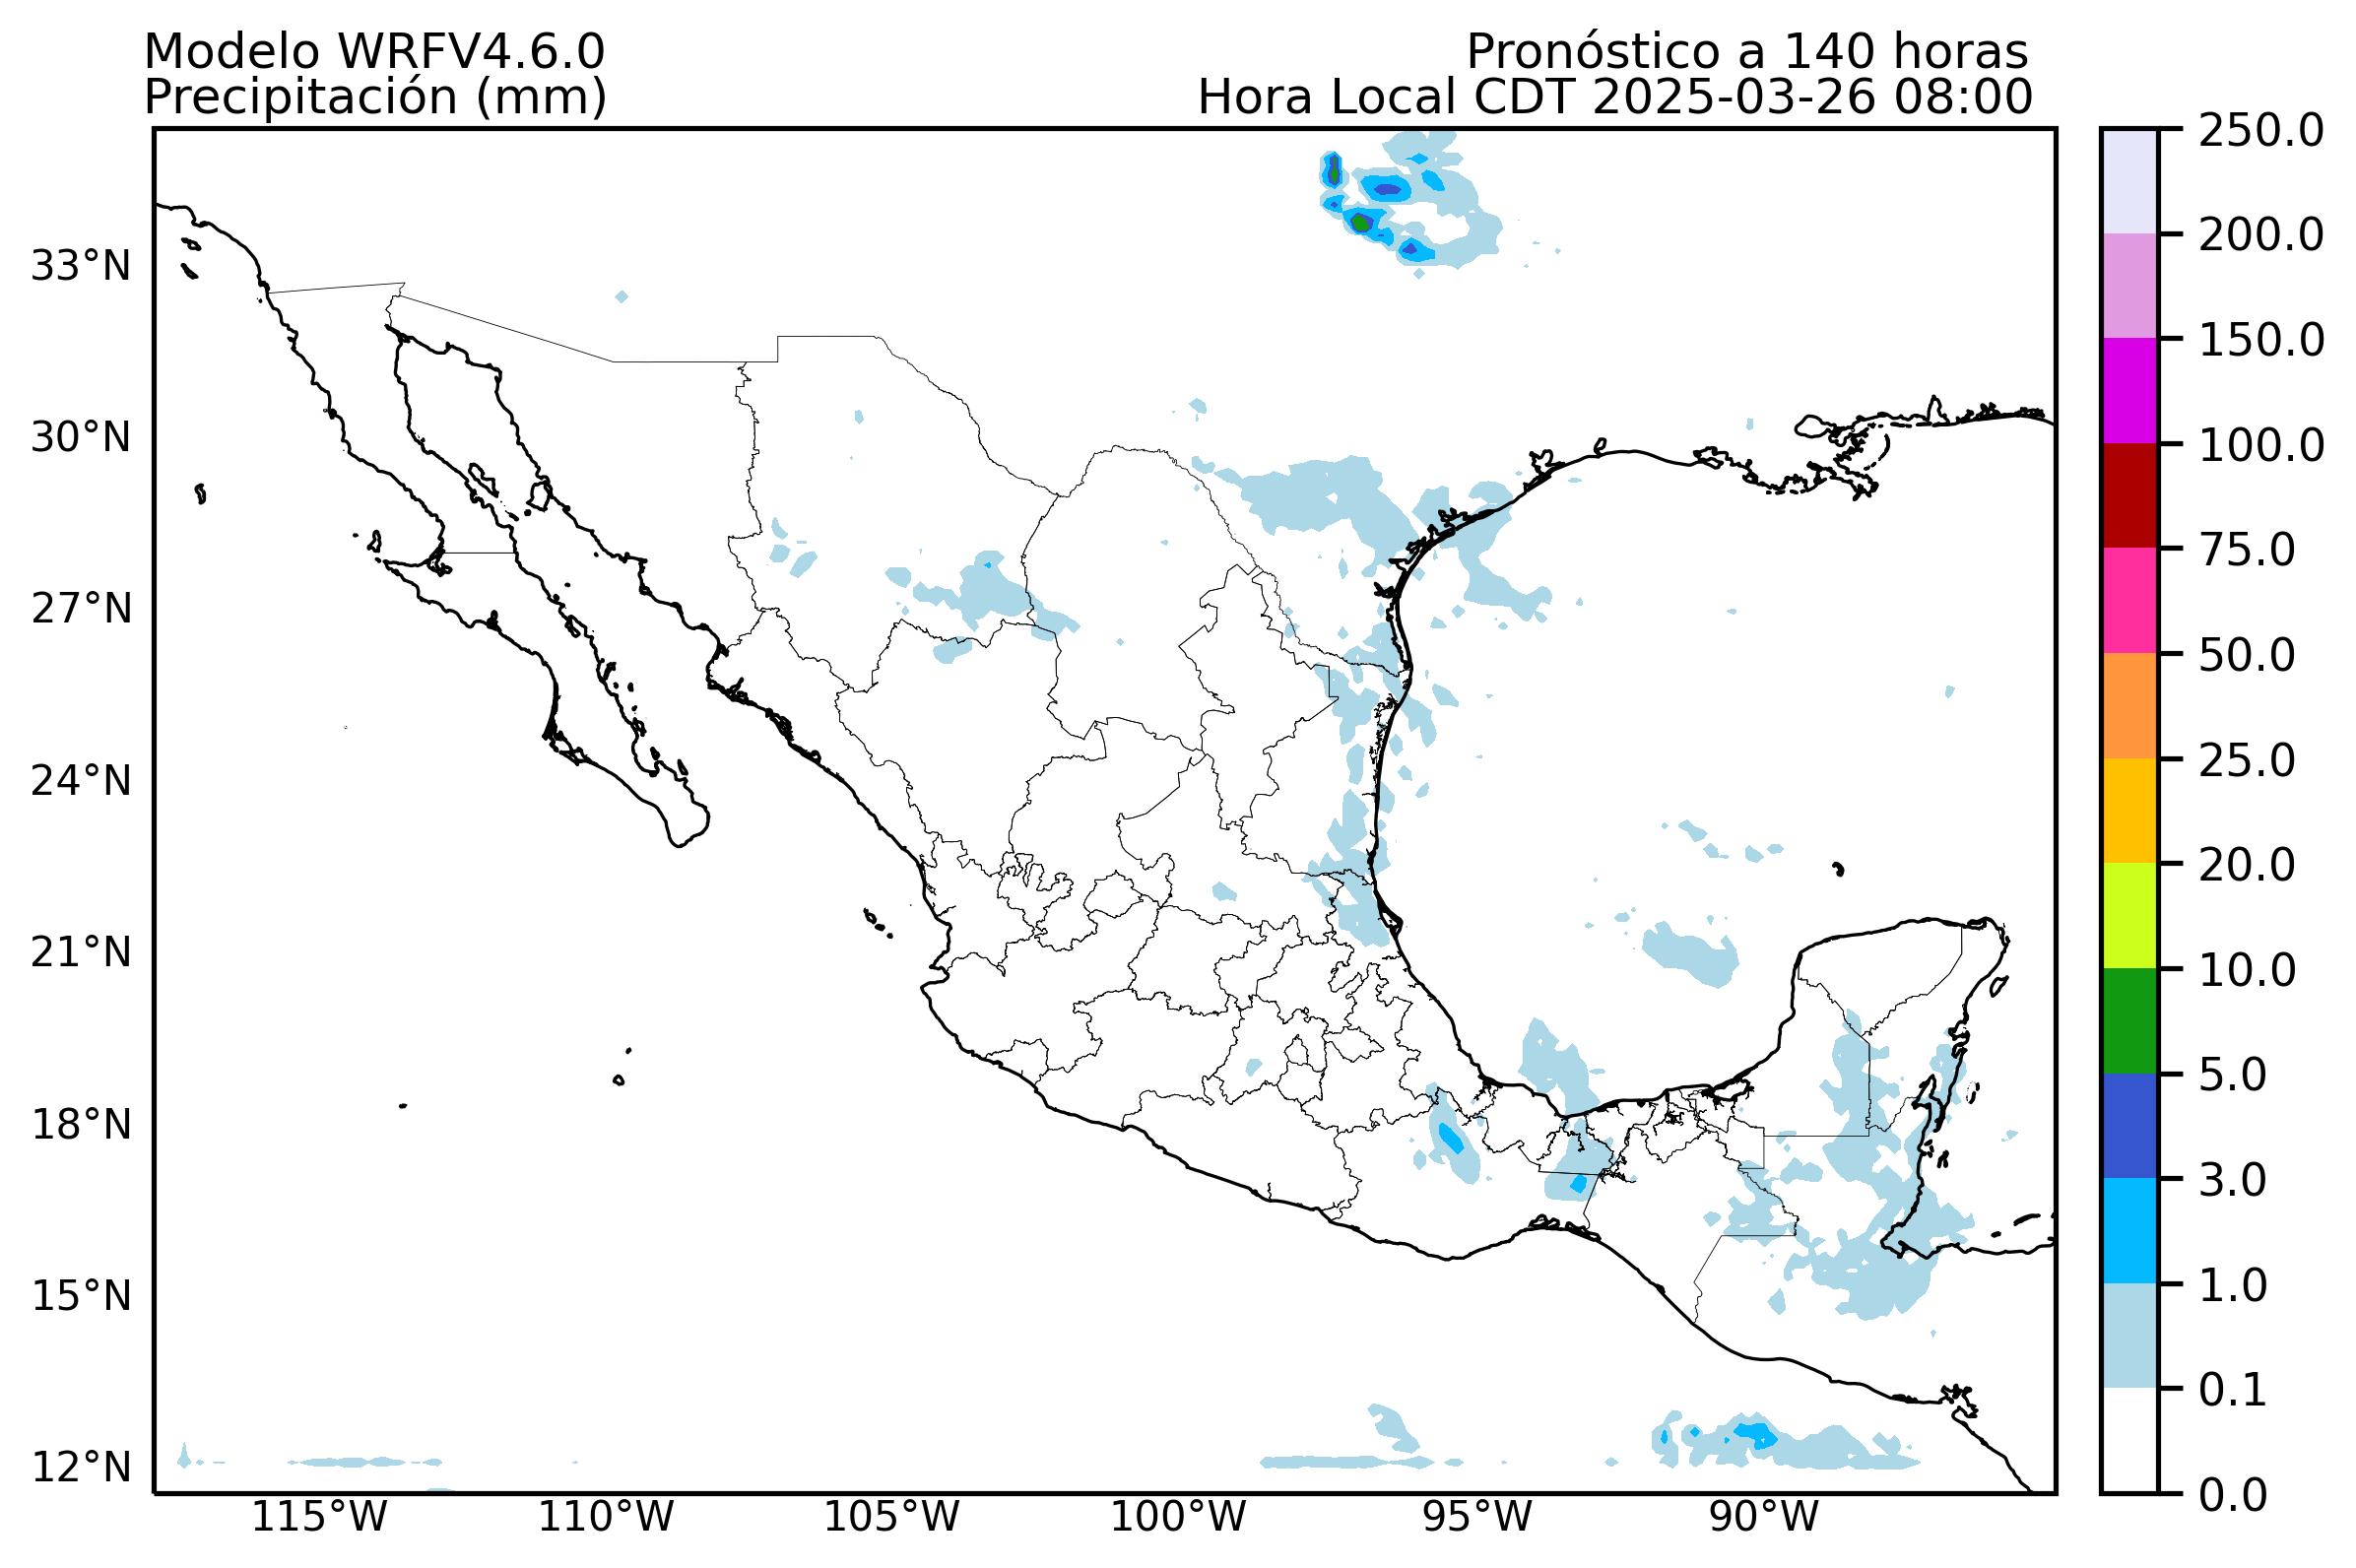 Modelo WRFV4.6.0
Precipitación (mm)
Pronóstico a 140 horas
Hora Local CDT 2025-03-26 08:00
33°N
30°N
27°N
24°N
21°N
18°N
15°N
12°N
115°W
110°W
105°W
100°W
95°W
90°W
250.0
200.0
150.0
100.0
75.0
50.0
25.0
20.0
10.0
5.0
3.0
1.0
0.1
0.0